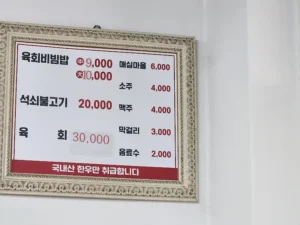 육회비빔밥 ㊥ 9,000
㊛ 10,000
석쇠불고기 20,000
육 회 30,000
매실마을 6,000
소주 4,000
맥주 4,000
막걸리 3,000
음료수 2,000
국내산 한우만 취급합니다